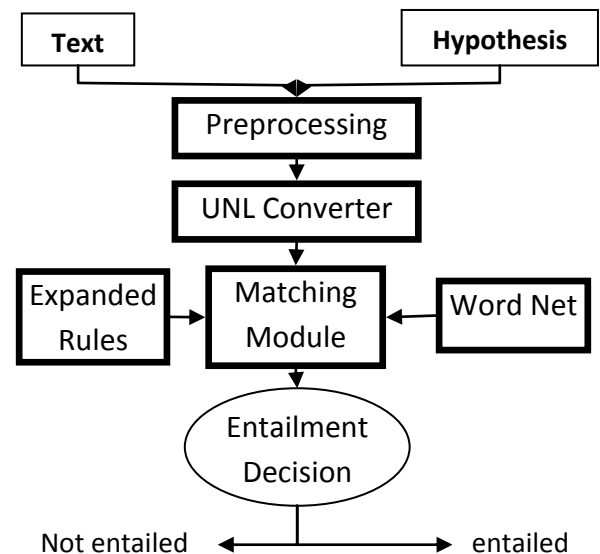 Text
Hypothesis
Preprocessing
UNL Converter
Expanded
Rules
Matching
Module
Word Net
Entailment
Decision
Not entailed
entailed